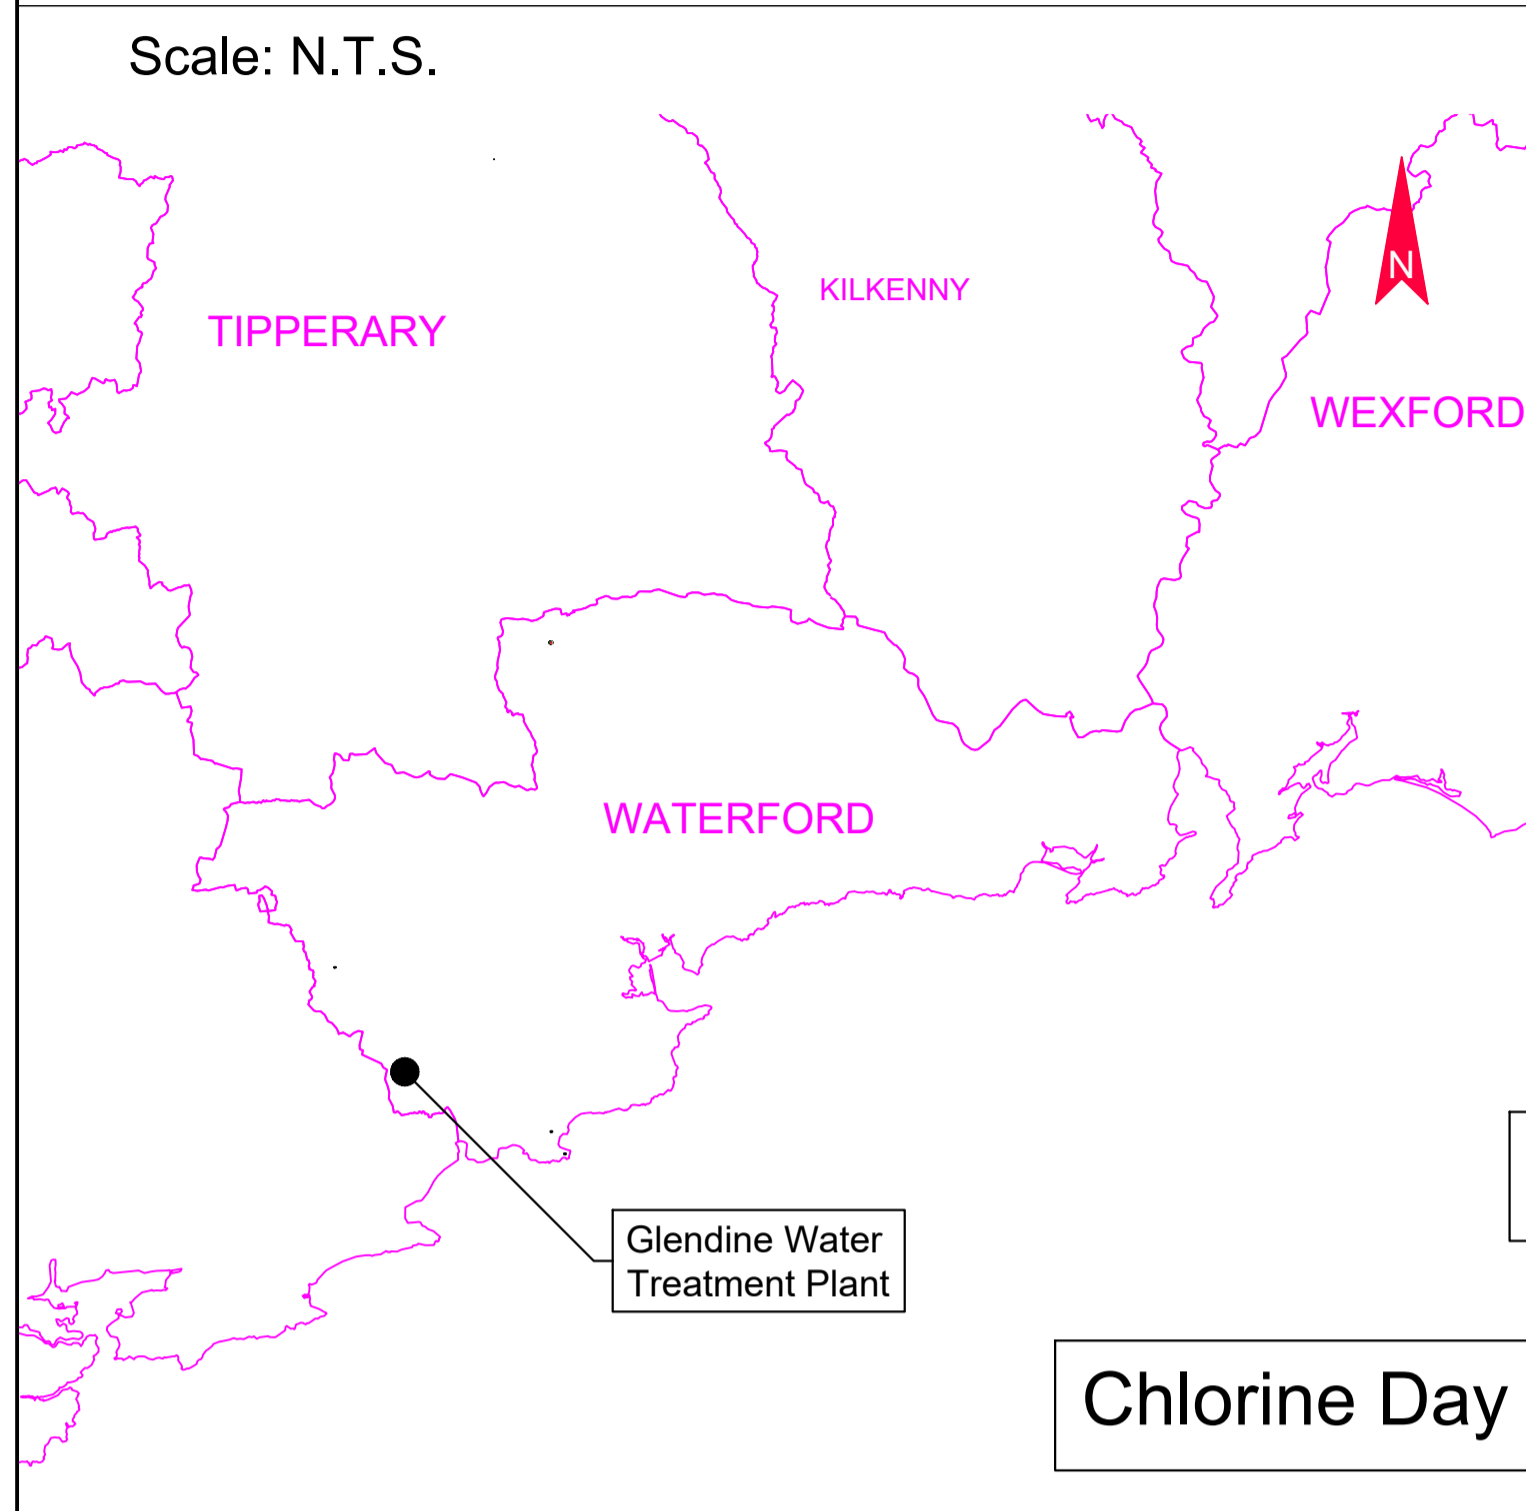 Scale: N.T.S.
N
KILKENNY
TIPPERARY
WEXFORD
WATERFORD
Glendine Water
Treatment Plant
Chlorine Day